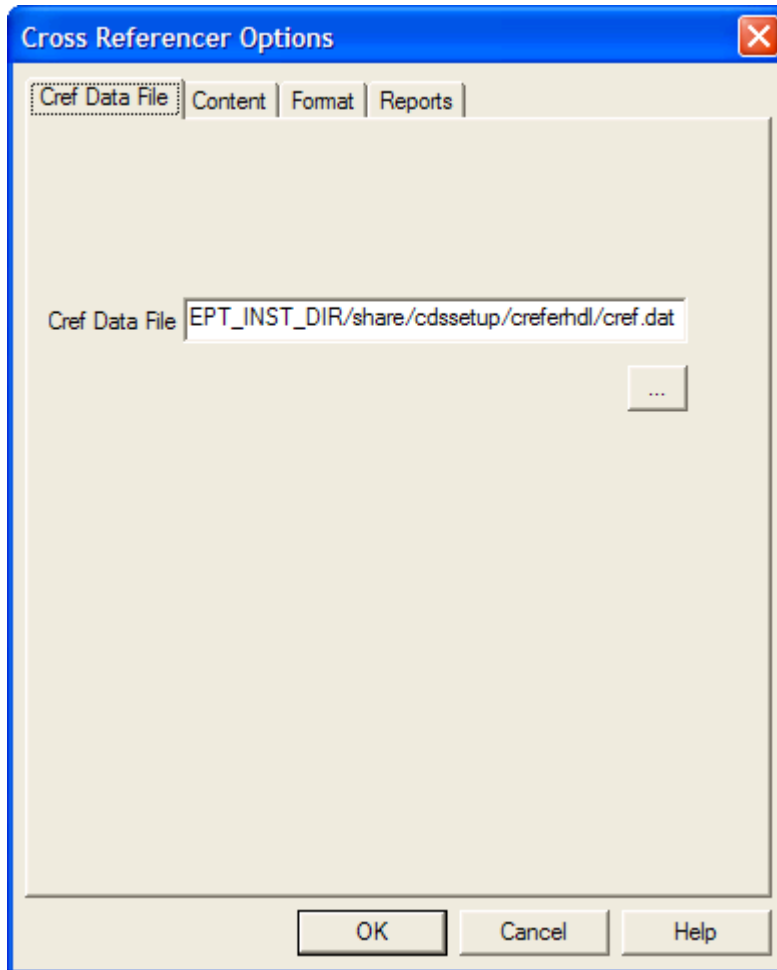 Cross Referencer Options
Cref Data File Content Format Reports
Cref Data File EPT_INST_DIR/share/cdssetup/creferhdl/cref.dat
...
OK Cancel Help